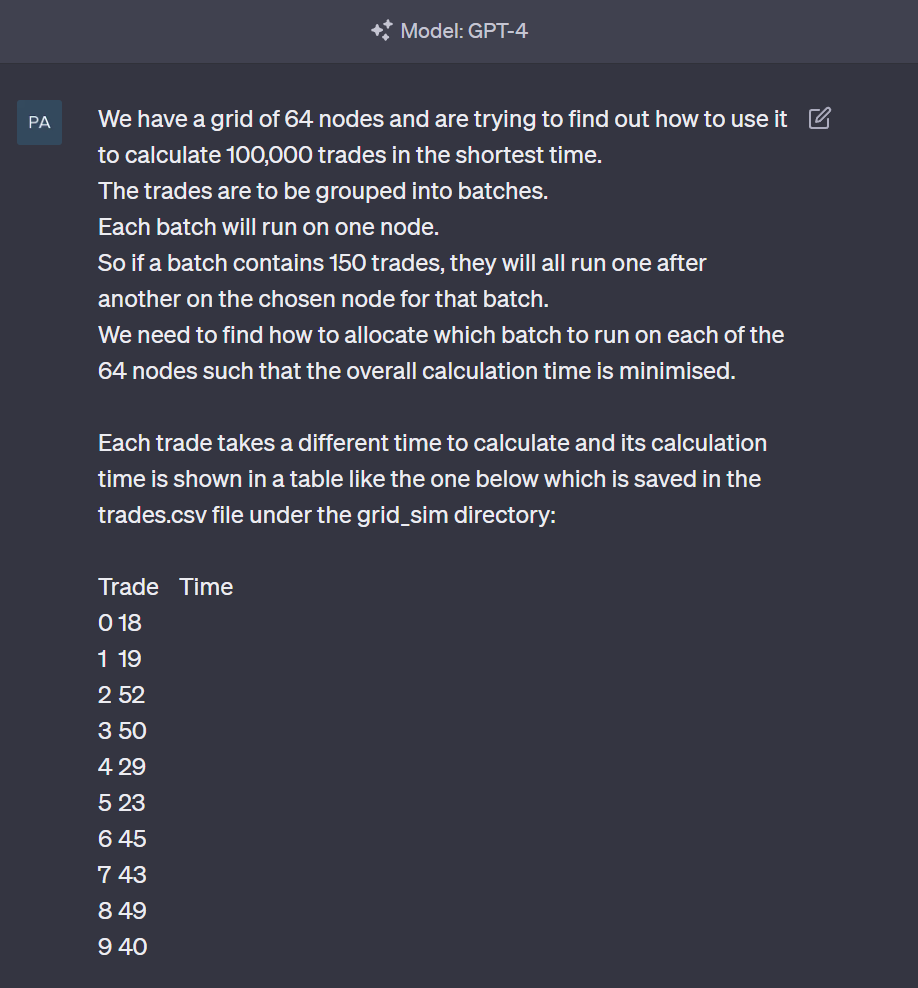 Model: GPT-4
PA
We have a grid of 64 nodes and are trying to find out how to use it
to calculate 100,000 trades in the shortest time.
The trades are to be grouped into batches.
Each batch will run on one node.
So if a batch contains 150 trades, they will all run one after
another on the chosen node for that batch.
We need to find how to allocate which batch to run on each of the
64 nodes such that the overall calculation time is minimised.
Each trade takes a different time to calculate and its calculation
time is shown in a table like the one below which is saved in the
trades.csv file under the grid_sim directory:
Trade Time
0 18
1 19
2 52
3 50
4 29
5 23
6 45
7 43
8 49
9 40